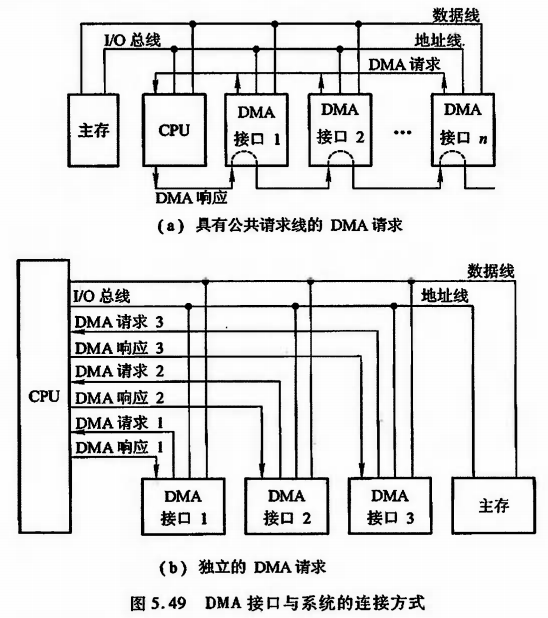 数据线
I/O 总线
地址线
DMA 请求
主存
CPU
DMA
接口 1
DMA
接口 2
…
DMA
接口 n
DMA 响应
(a) 具有公共请求线的 DMA 请求
数据线
I/O 总线
地址线
DMA 请求 3
DMA 响应 3
DMA 请求 2
CPU
DMA 响应 2
DMA 请求 1
DMA 响应 1
DMA
接口 1
DMA
接口 2
DMA
接口 3
主存
(b) 独立的 DMA 请求
图 5.49 DMA 接口与系统的连接方式